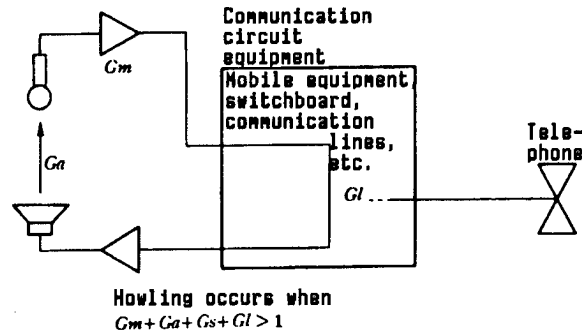 Communication
circuit
equipment
Mobile equipment
switchboard,
communication
lines,
etc.
Gm
Ga
Gl
Tele-
phone
Howling occurs when
Gm+Ga+Gs+Gl>1